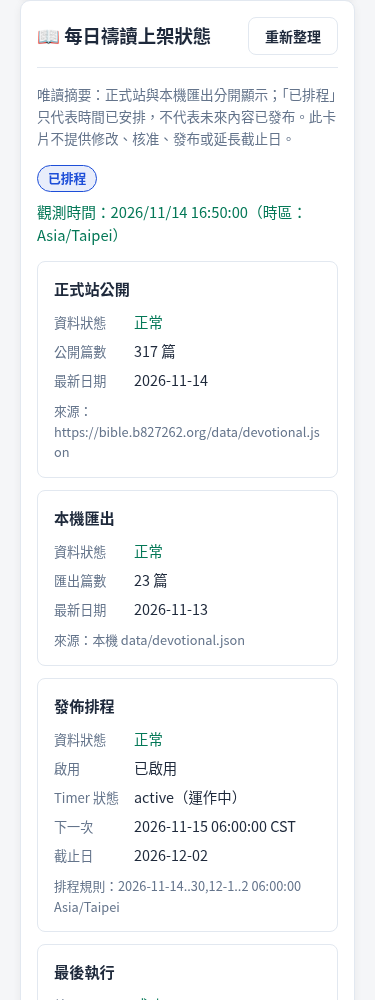 📖 每日禱讀上架狀態
重新整理
唯讀摘要：正式站與本機匯出分開顯示；「已排程」
只代表時間已安排，不代表未來內容已發布。此卡
片不提供修改、核准、發布或延長截止日。
已排程
觀測時間：2026/11/14 16:50:00（時區：
Asia/Taipei）
正式站公開
資料狀態 正常
公開篇數 317 篇
最新日期 2026-11-14
來源：
https://bible.b827262.org/data/devotional.js
on
本機匯出
資料狀態 正常
匯出篇數 23 篇
最新日期 2026-11-13
來源：本機 data/devotional.json
發佈排程
資料狀態 正常
啟用 已啟用
Timer 狀態 active（運作中）
下一次 2026-11-15 06:00:00 CST
截止日 2026-12-02
排程規則：2026-11-14..30,12-1..2 06:00:00
Asia/Taipei
最後執行